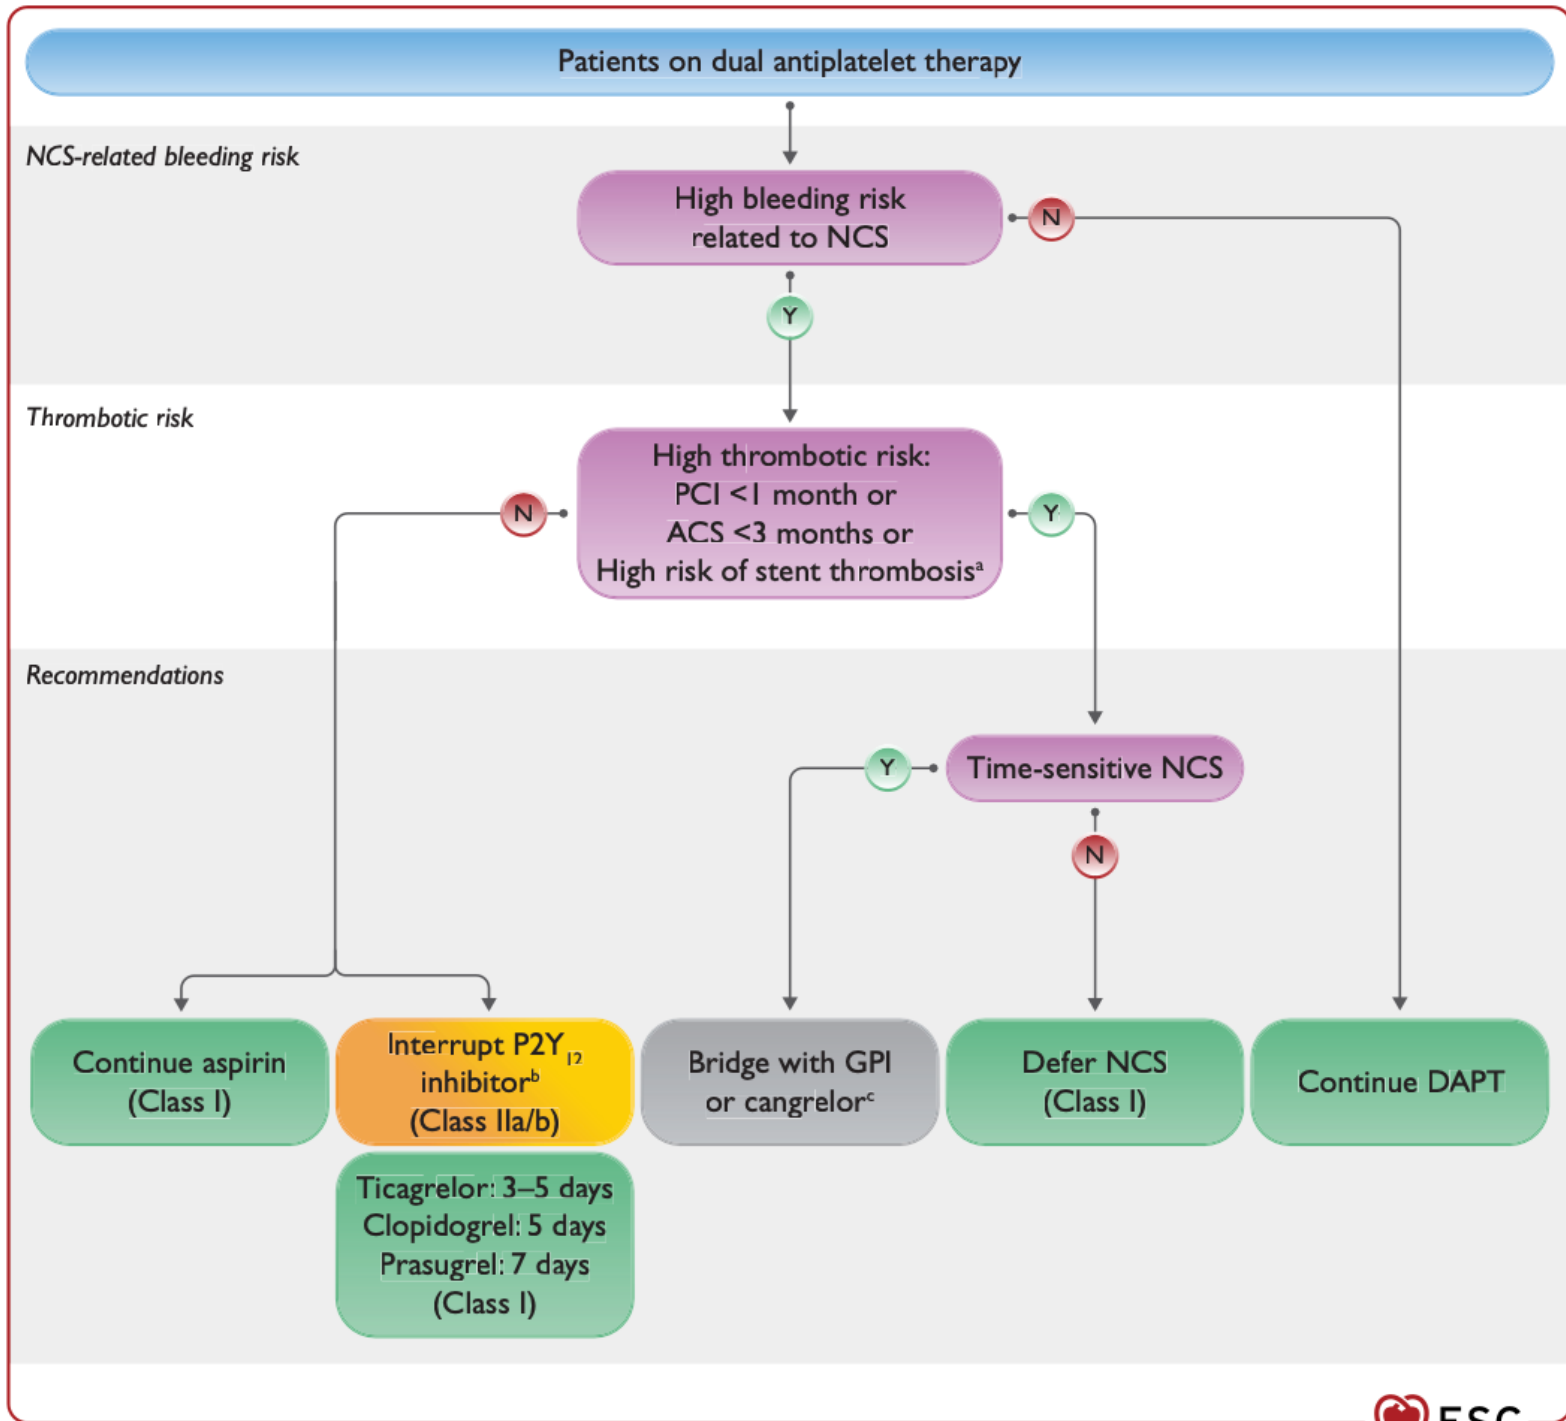 Patients on dual antiplatelet therapy
NCS-related bleeding risk
High bleeding risk
related to NCS
N
Y
Thrombotic risk
High thrombotic risk:
PCI <1 month or
ACS <3 months or
High risk of stent thrombosisᵃ
N
Y
Recommendations
Time-sensitive NCS
Y
N
Continue aspirin
(Class I)
Interrupt P2Y₁₂
inhibitorᵇ
(Class IIa/b)
Ticagrelor: 3–5 days
Clopidogrel: 5 days
Prasugrel: 7 days
(Class I)
Bridge with GPI
or cangrelorᶜ
Defer NCS
(Class I)
Continue DAPT
ESC